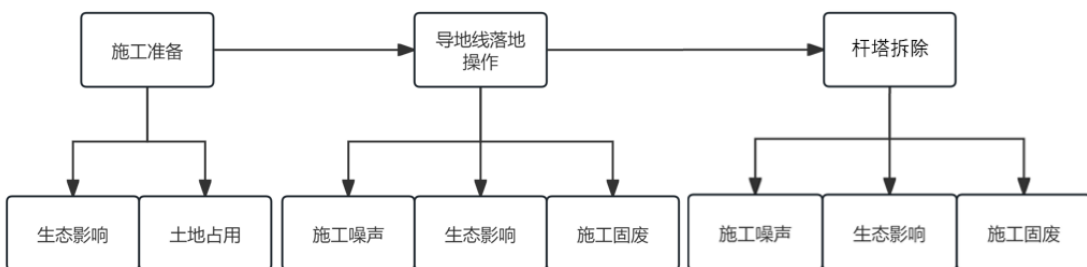 施工准备
导地线落地
操作
杆塔拆除
生态影响
土地占用
施工噪声
生态影响
施工固废
施工噪声
生态影响
施工固废